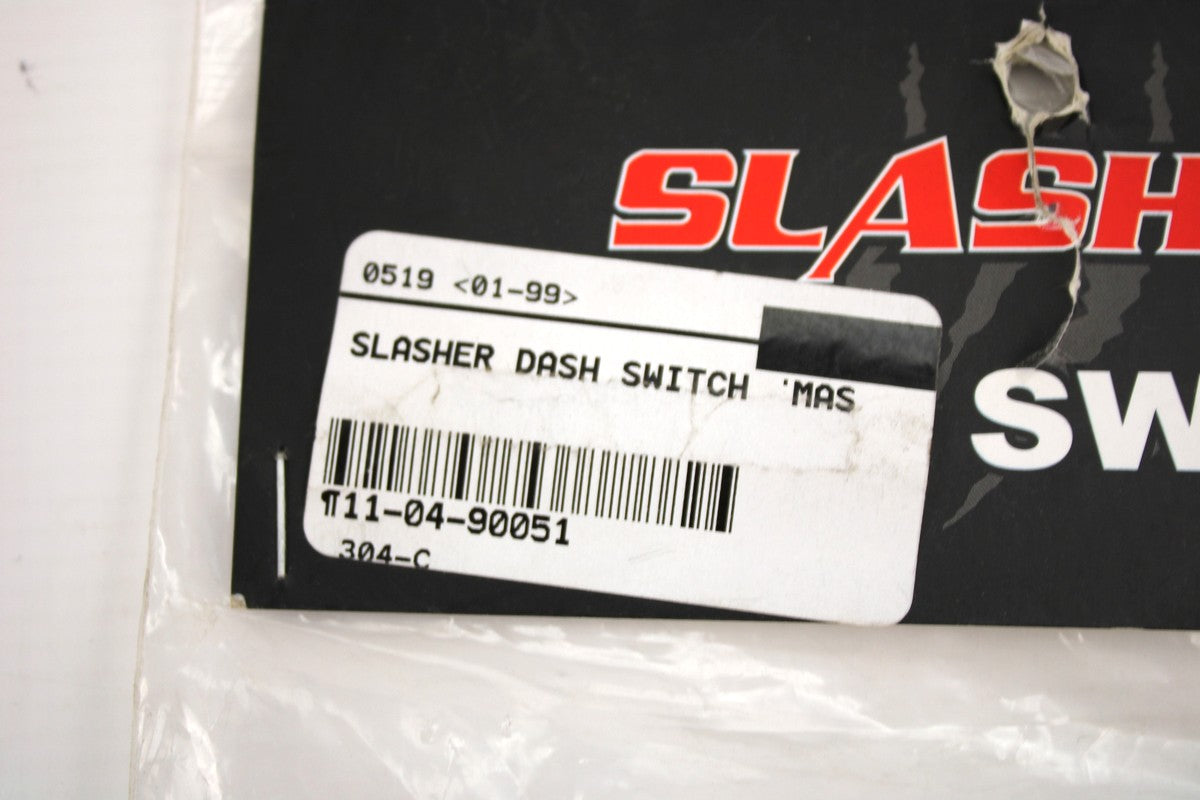 SLASH
SW
0519 <01-99>
SLASHER DASH SWITCH 'MAS
¶11-04-90051
304-C